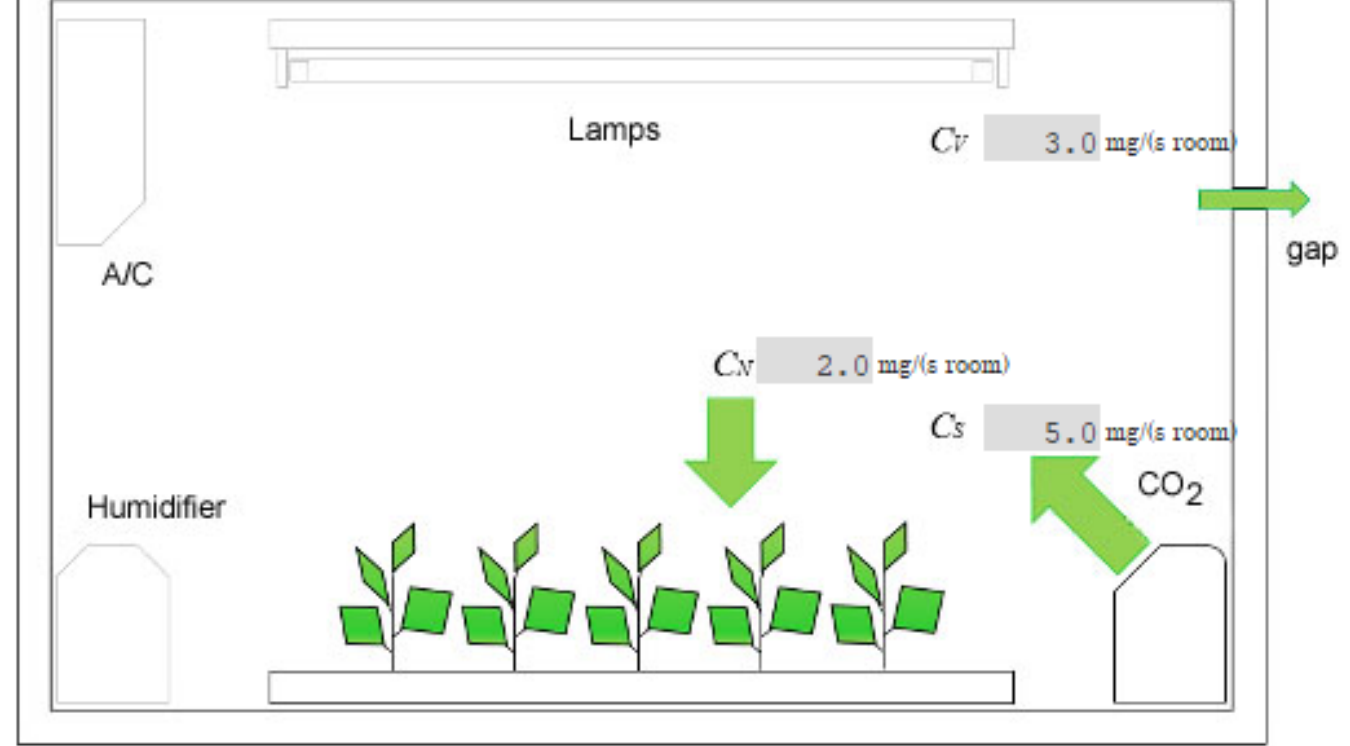 Lamps
CV 3.0 mg/(s room)
gap
A/C
CN 2.0 mg/(s room)
CS 5.0 mg/(s room)
CO2
Humidifier